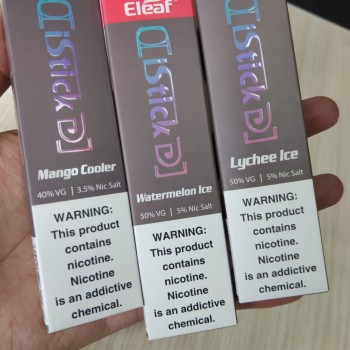 iStick D
Mango Cooler
40% VG | 3.5% Nic Salt
WARNING:
This product
contains
nicotine.
Nicotine
is an addictive
chemical.
Eleaf
iStick D
Watermelon Ice
50% VG | 5% Nic Salt
WARNING:
This product
contains
nicotine.
Nicotine
is an addictive
chemical.
iStick D
Lychee Ice
50% VG | 5% Nic Salt
WARNING:
This product
contains
nicotine.
Nicotine
is an addictive
chemical.